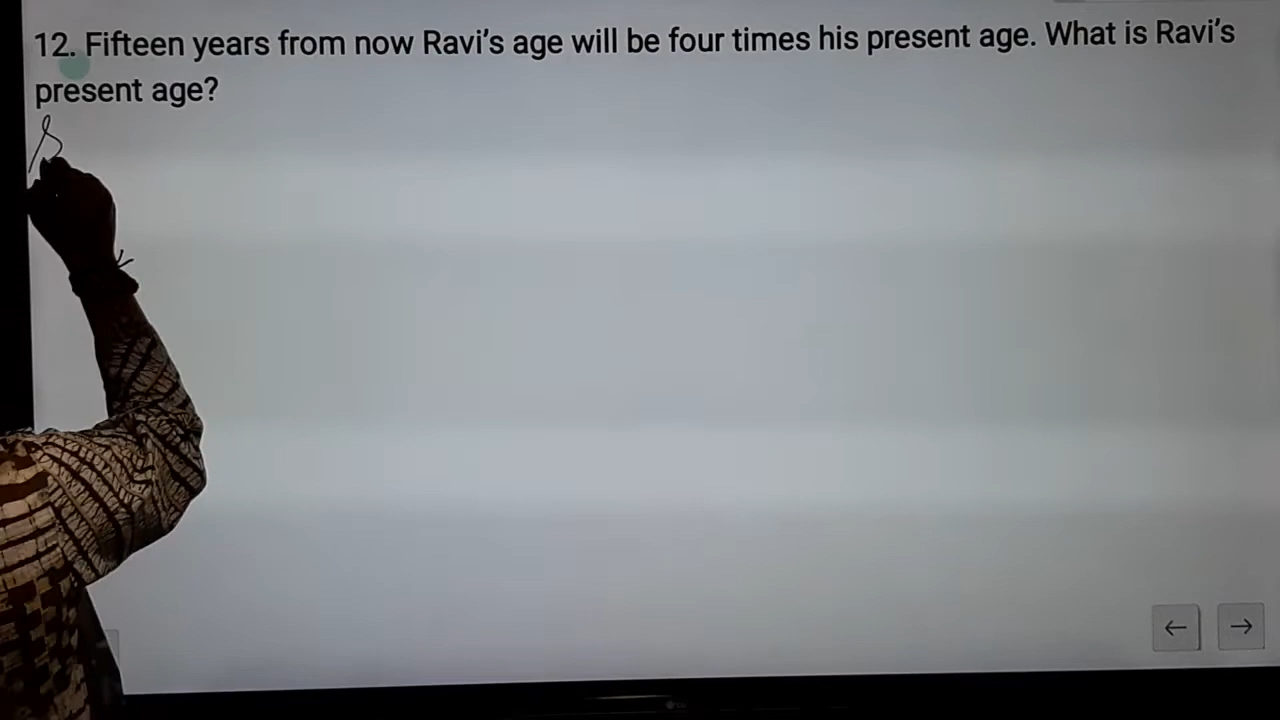 12. Fifteen years from now Ravi's age will be four times his present age. What is Ravi's
present age?